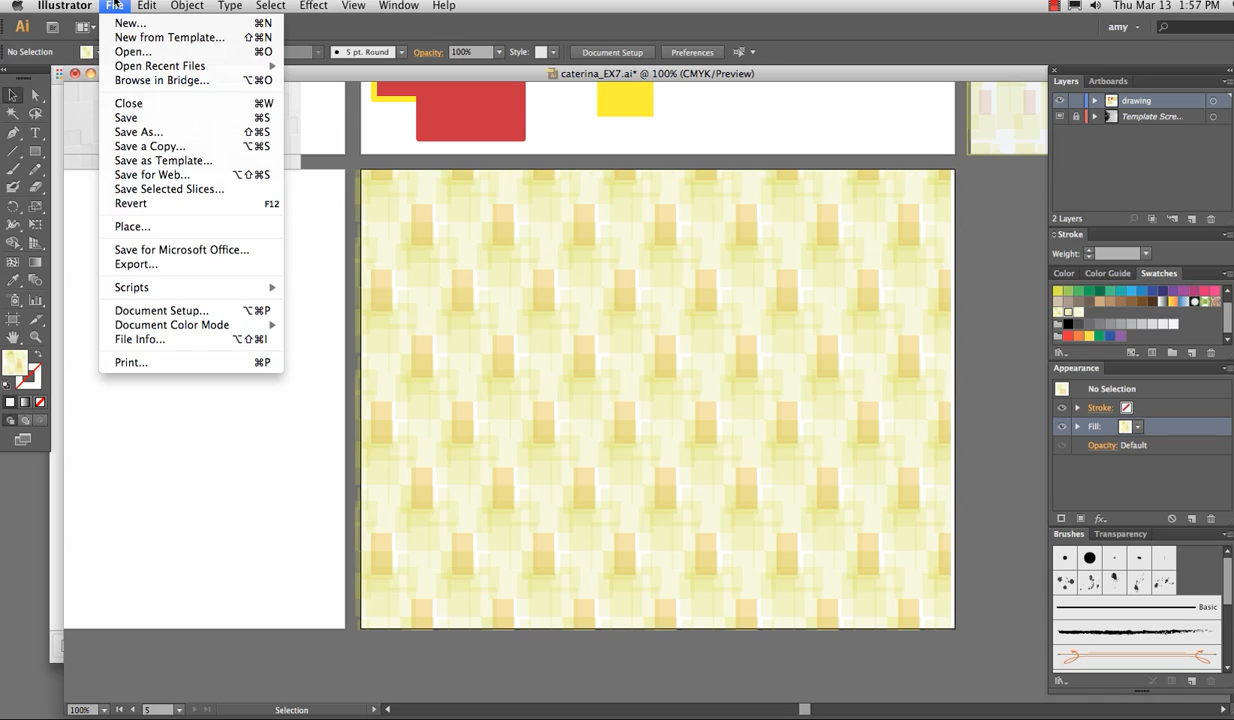 Illustrator File Edit Object Type Select Effect View Window Help Thu Mar 13 1:57 PM
Ai amy
No Selection 5 pt. Round Opacity: 100% Style: Document Setup Preferences
caterina_EX7.ai* @ 100% (CMYK/Preview)
New... ⌘N
New from Template... ⇧⌘N
Open... ⌘O
Open Recent Files
Browse in Bridge... ⌥⌘O
Close ⌘W
Save ⌘S
Save As... ⇧⌘S
Save a Copy... ⌥⌘S
Save as Template...
Save for Web... ⌥⇧⌘S
Save Selected Slices...
Revert F12
Place...
Save for Microsoft Office...
Export...
Scripts
Document Setup... ⌥⌘P
Document Color Mode
File Info... ⌥⇧⌘I
Print... ⌘P
Layers Artboards
drawing
Template Scre...
2 Layers
Stroke
Weight:
Color Color Guide Swatches
Appearance
No Selection
Stroke:
Fill:
Opacity: Default
fx
Brushes Transparency
Basic
100% 5 Selection